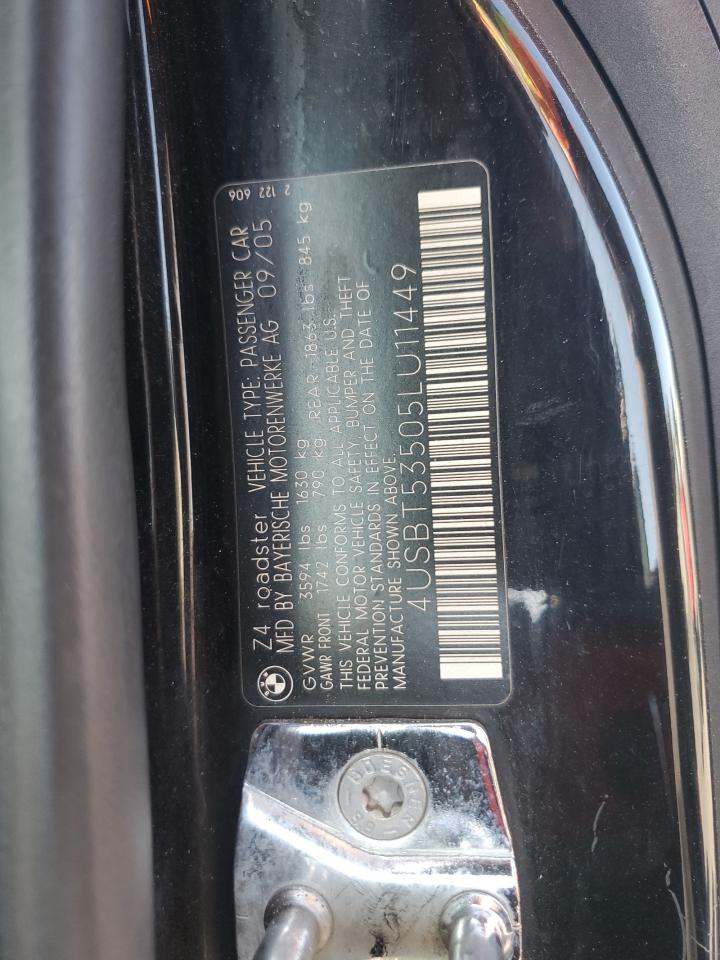 2 122 606
Z4 roadster VEHICLE TYPE: PASSENGER CAR
MFD BY BAYERISCHE MOTORENWERKE AG 09/05
GVWR 3594 lbs 1630 kg
GAWR FRONT 1742 lbs 790 kg REAR 1863 lbs 845 kg
THIS VEHICLE CONFORMS TO ALL APPLICABLE U.S.
FEDERAL MOTOR VEHICLE SAFETY, BUMPER AND THEFT
PREVENTION STANDARDS IN EFFECT ON THE DATE OF
MANUFACTURE SHOWN ABOVE.
4USBT53505LU11449
BOESNER